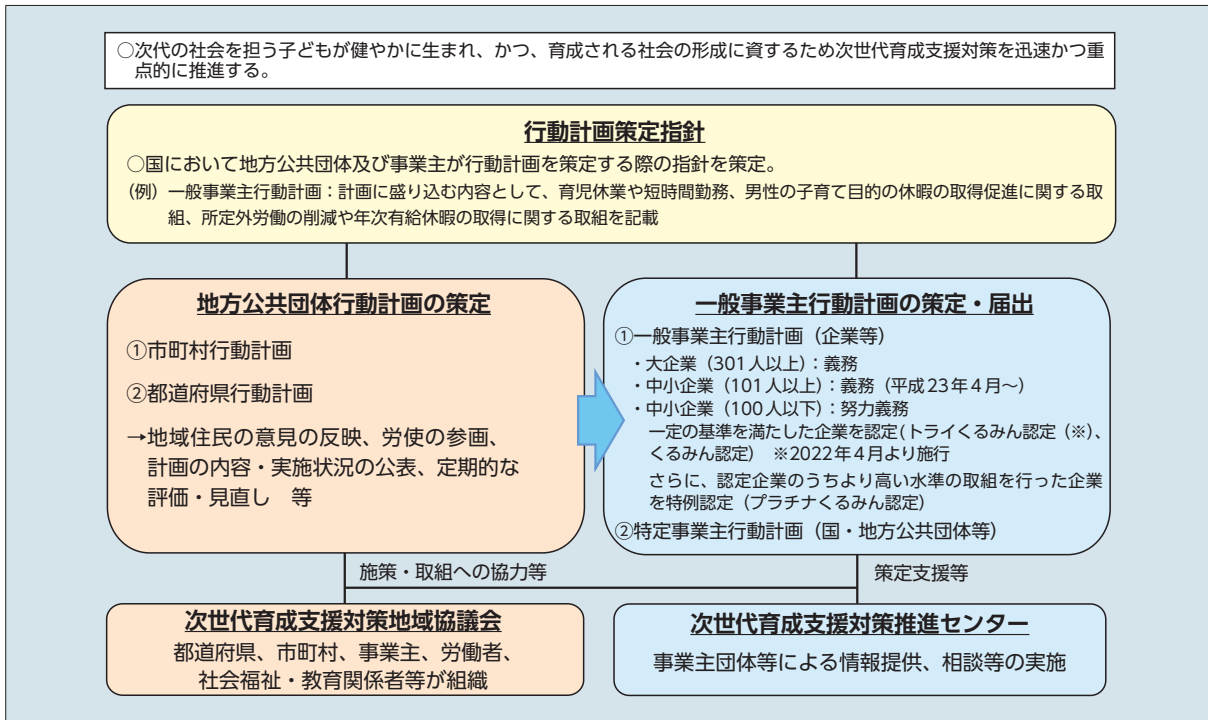 ○次代の社会を担う子どもが健やかに生まれ、かつ、育成される社会の形成に資するため次世代育成支援対策を迅速かつ重
点的に推進する。
行動計画策定指針
○国において地方公共団体及び事業主が行動計画を策定する際の指針を策定。
(例) 一般事業主行動計画：計画に盛り込む内容として、育児休業や短時間勤務、男性の子育て目的の休暇の取得促進に関する取
組、所定外労働の削減や年次有給休暇の取得に関する取組を記載
地方公共団体行動計画の策定
①市町村行動計画
②都道府県行動計画
→地域住民の意見の反映、労使の参画、
計画の内容・実施状況の公表、定期的な
評価・見直し　等
一般事業主行動計画の策定・届出
①一般事業主行動計画（企業等）
・大企業（301人以上）：義務
・中小企業（101人以上）：義務（平成23年4月～）
・中小企業（100人以下）：努力義務
一定の基準を満たした企業を認定(トライくるみん認定（※）、
くるみん認定）　※2022年4月より施行
さらに、認定企業のうちより高い水準の取組を行った企業
を特例認定（プラチナくるみん認定）
②特定事業主行動計画（国・地方公共団体等）
施策・取組への協力等
策定支援等
次世代育成支援対策地域協議会
都道府県、市町村、事業主、労働者、
社会福祉・教育関係者等が組織
次世代育成支援対策推進センター
事業主団体等による情報提供、相談等の実施